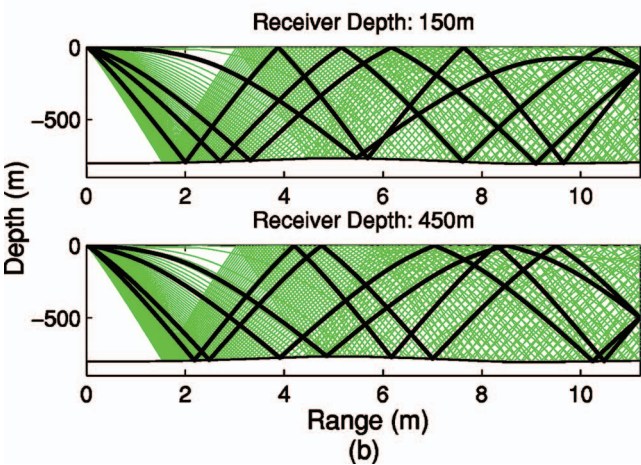 Receiver Depth: 150m
0
−500
0 2 4 6 8 10
Depth (m)
Receiver Depth: 450m
0
−500
0 2 4 6 8 10
Range (m)
(b)